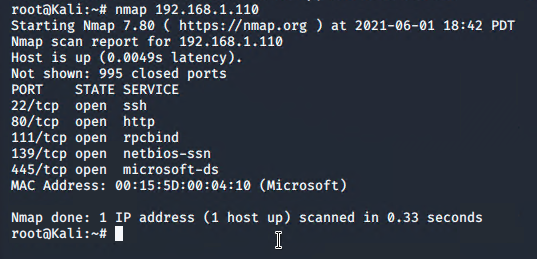 root@Kali:~# nmap 192.168.1.110
Starting Nmap 7.80 ( https://nmap.org ) at 2021-06-01 18:42 PDT
Nmap scan report for 192.168.1.110
Host is up (0.0049s latency).
Not shown: 995 closed ports
PORT    STATE SERVICE
22/tcp  open  ssh
80/tcp  open  http
111/tcp open  rpcbind
139/tcp open  netbios-ssn
445/tcp open  microsoft-ds
MAC Address: 00:15:5D:00:04:10 (Microsoft)
Nmap done: 1 IP address (1 host up) scanned in 0.33 seconds
root@Kali:~#